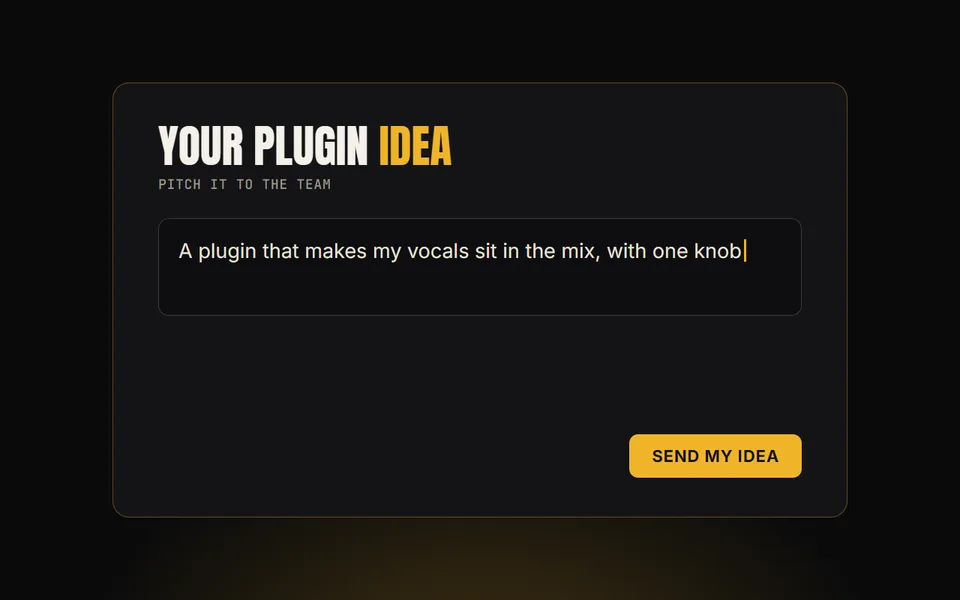 YOUR PLUGIN IDEA
PITCH IT TO THE TEAM
A plugin that makes my vocals sit in the mix, with one knob
SEND MY IDEA